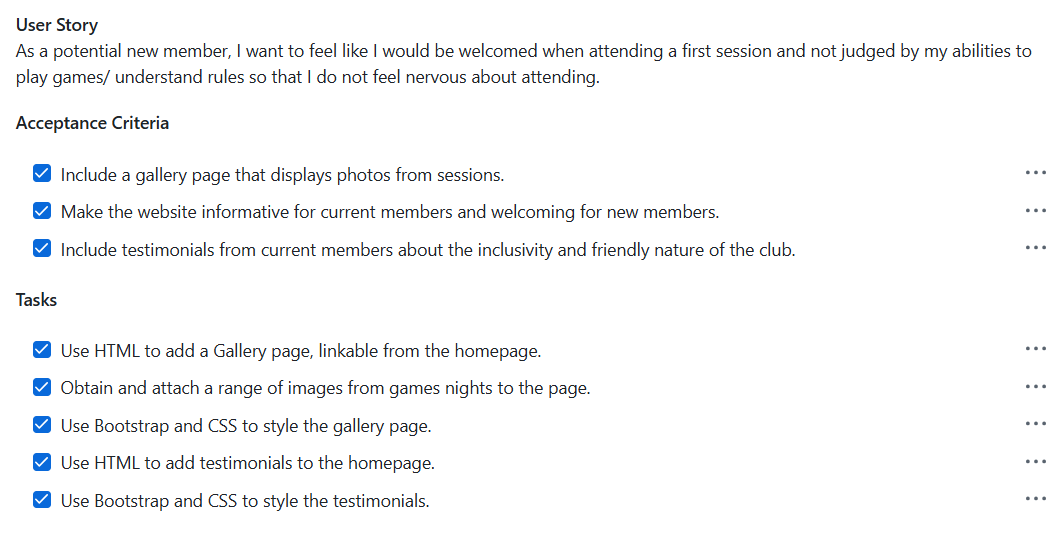 User Story
As a potential new member, I want to feel like I would be welcomed when attending a first session and not judged by my abilities to
play games/ understand rules so that I do not feel nervous about attending.
Acceptance Criteria
Include a gallery page that displays photos from sessions.
Make the website informative for current members and welcoming for new members.
Include testimonials from current members about the inclusivity and friendly nature of the club.
Tasks
Use HTML to add a Gallery page, linkable from the homepage.
Obtain and attach a range of images from games nights to the page.
Use Bootstrap and CSS to style the gallery page.
Use HTML to add testimonials to the homepage.
Use Bootstrap and CSS to style the testimonials.